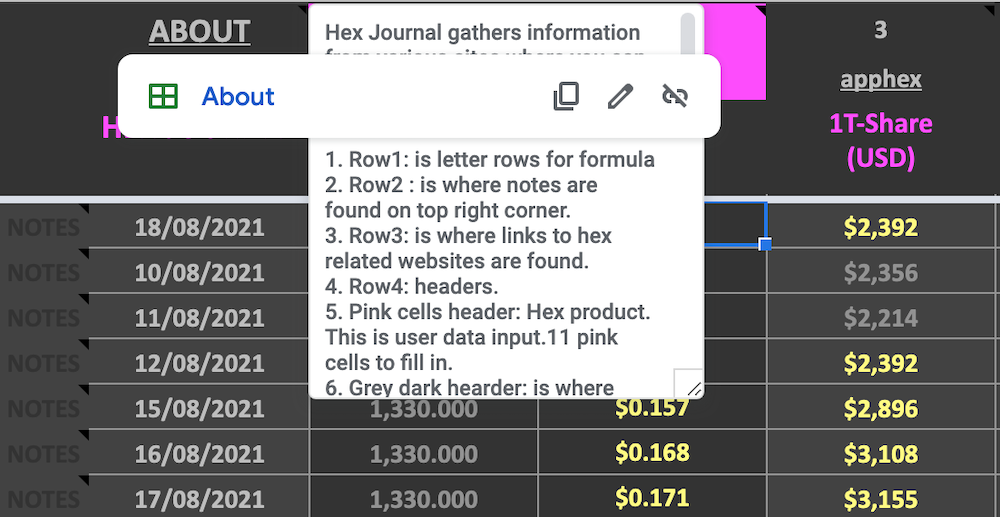 ABOUT
Hex Journal gathers information
from various sites where you can
3
apphex
About
H
1T-Share
(USD)
1. Row1: is letter rows for formula
2. Row2 : is where notes are
found on top right corner.
3. Row3: is where links to hex
related websites are found.
4. Row4: headers.
5. Pink cells header: Hex product.
This is user data input.11 pink
cells to fill in.
6. Grey dark hearder: is where
NOTES 18/08/2021 $2,392
NOTES 10/08/2021 $2,356
NOTES 11/08/2021 $2,214
NOTES 12/08/2021 $2,392
NOTES 15/08/2021 1,330.000 $0.157 $2,896
NOTES 16/08/2021 1,330.000 $0.168 $3,108
NOTES 17/08/2021 1,330.000 $0.171 $3,155